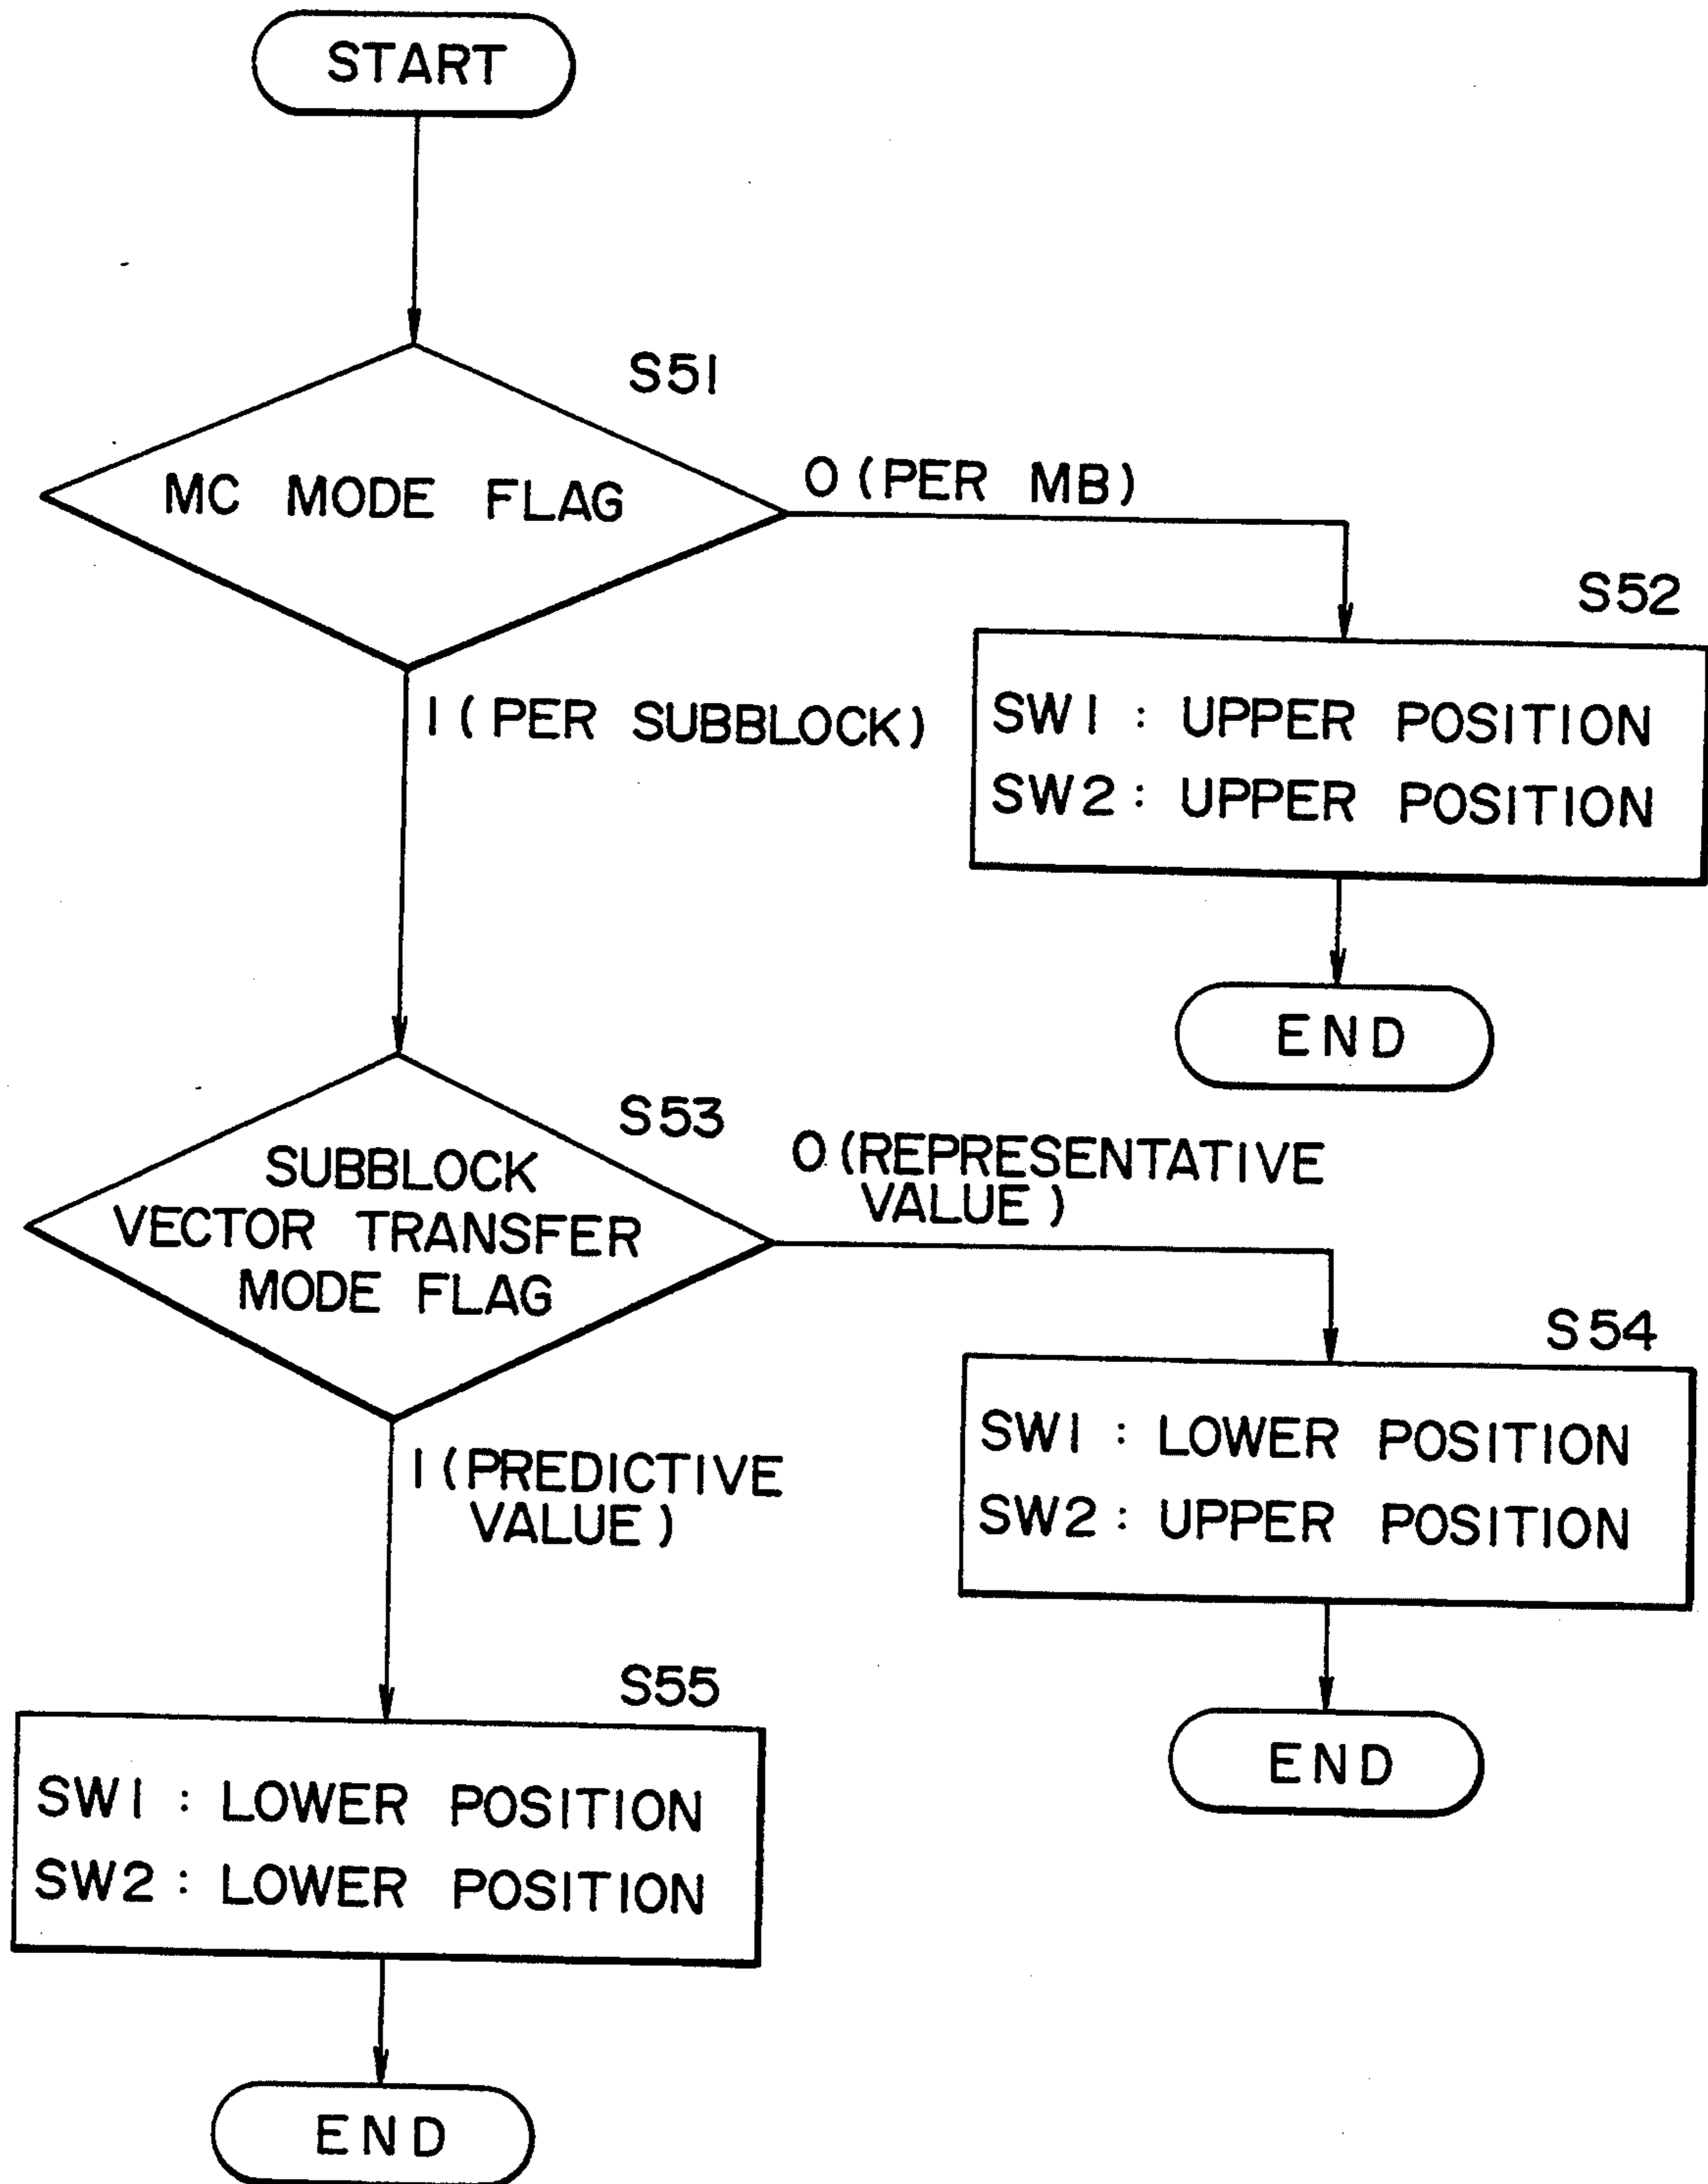 START
S51
MC MODE FLAG
0 (PER MB)
S52
1 (PER SUBBLOCK)
SW1 : UPPER POSITION
SW2 : UPPER POSITION
END
S53
SUBBLOCK
VECTOR TRANSFER
MODE FLAG
0 (REPRESENTATIVE
VALUE)
S54
SW1 : LOWER POSITION
SW2 : UPPER POSITION
1 (PREDICTIVE
VALUE)
END
S55
SW1 : LOWER POSITION
SW2 : LOWER POSITION
END